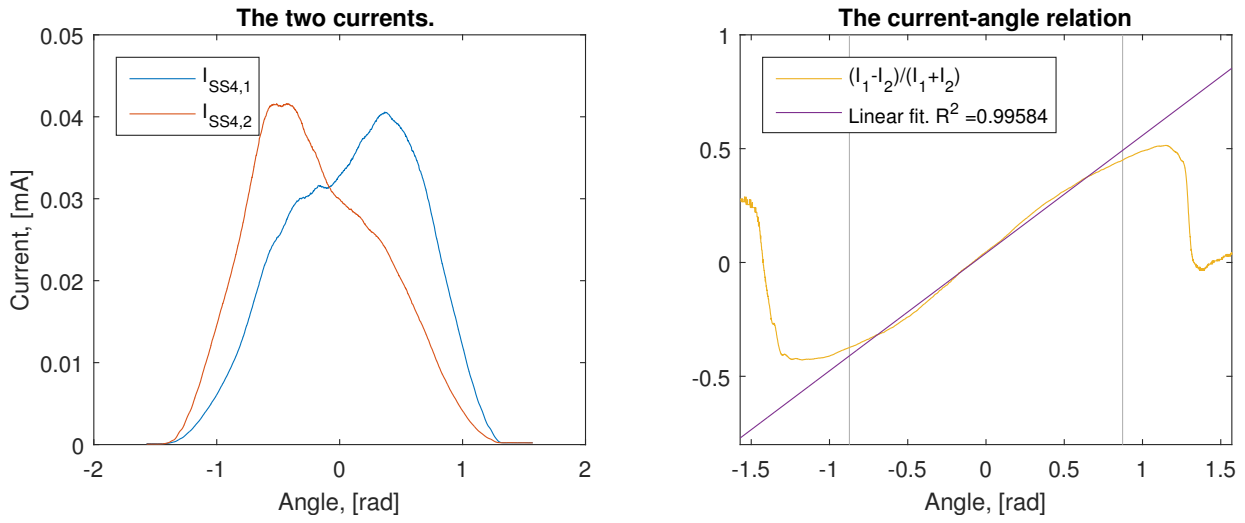 The two currents.
0.05
0.04
0.03
0.02
0.01
0
Current, [mA]
I_SS4,1
I_SS4,2
-2
-1
0
1
2
Angle, [rad]
The current-angle relation
1
0.5
0
-0.5
(I_1-I_2)/(I_1+I_2)
Linear fit. R^2 =0.99584
-1.5
-1
-0.5
0
0.5
1
1.5
Angle, [rad]